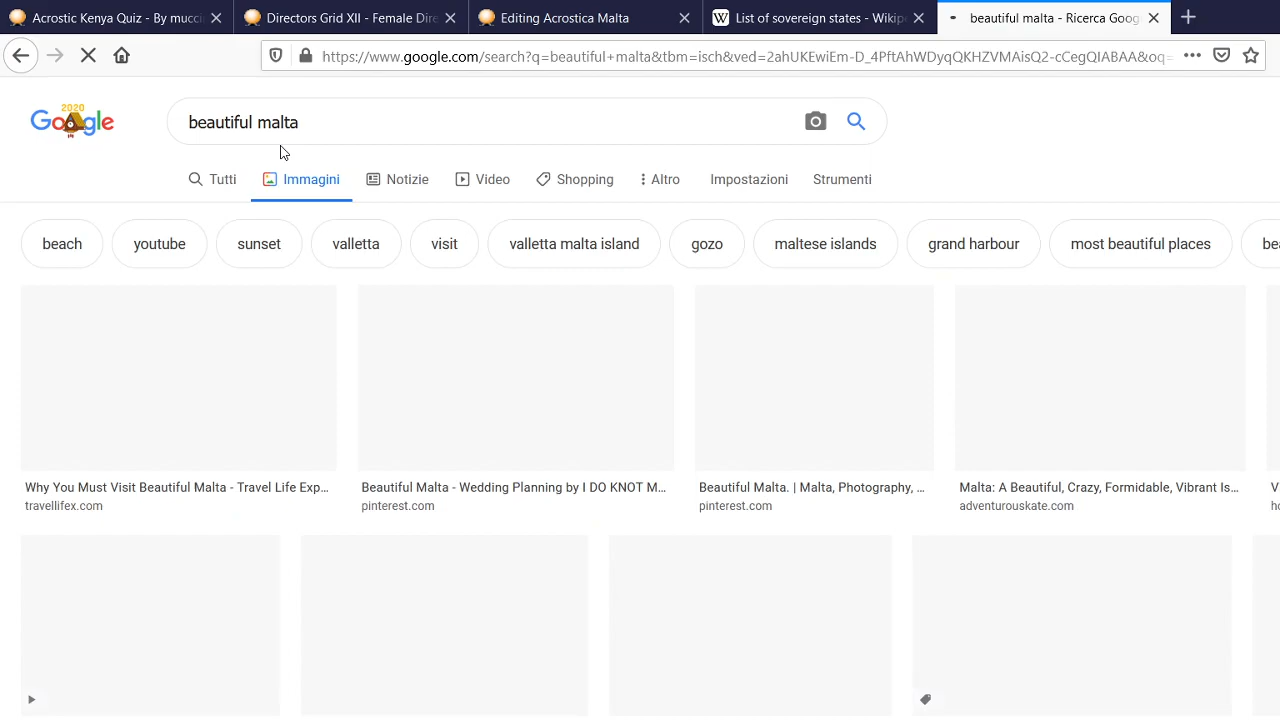 Acrostic Kenya Quiz - By mucci
Directors Grid XII - Female Dire
Editing Acrostica Malta
List of sovereign states - Wikipe
beautiful malta - Ricerca Goog
https://www.google.com/search?q=beautiful+malta&tbm=isch&ved=2ahUKEwiEm-D_4PftAhWDyqQKHZVMAisQ2-cCegQIABAA&oq=
2020
Google
beautiful malta
Tutti
Immagini
Notizie
Video
Shopping
Altro
Impostazioni
Strumenti
beach
youtube
sunset
valletta
visit
valletta malta island
gozo
maltese islands
grand harbour
most beautiful places
bea
Why You Must Visit Beautiful Malta - Travel Life Exp...
travellifex.com
Beautiful Malta - Wedding Planning by I DO KNOT M...
pinterest.com
Beautiful Malta. | Malta, Photography, ...
pinterest.com
Malta: A Beautiful, Crazy, Formidable, Vibrant Is...
adventurouskate.com
V
ho